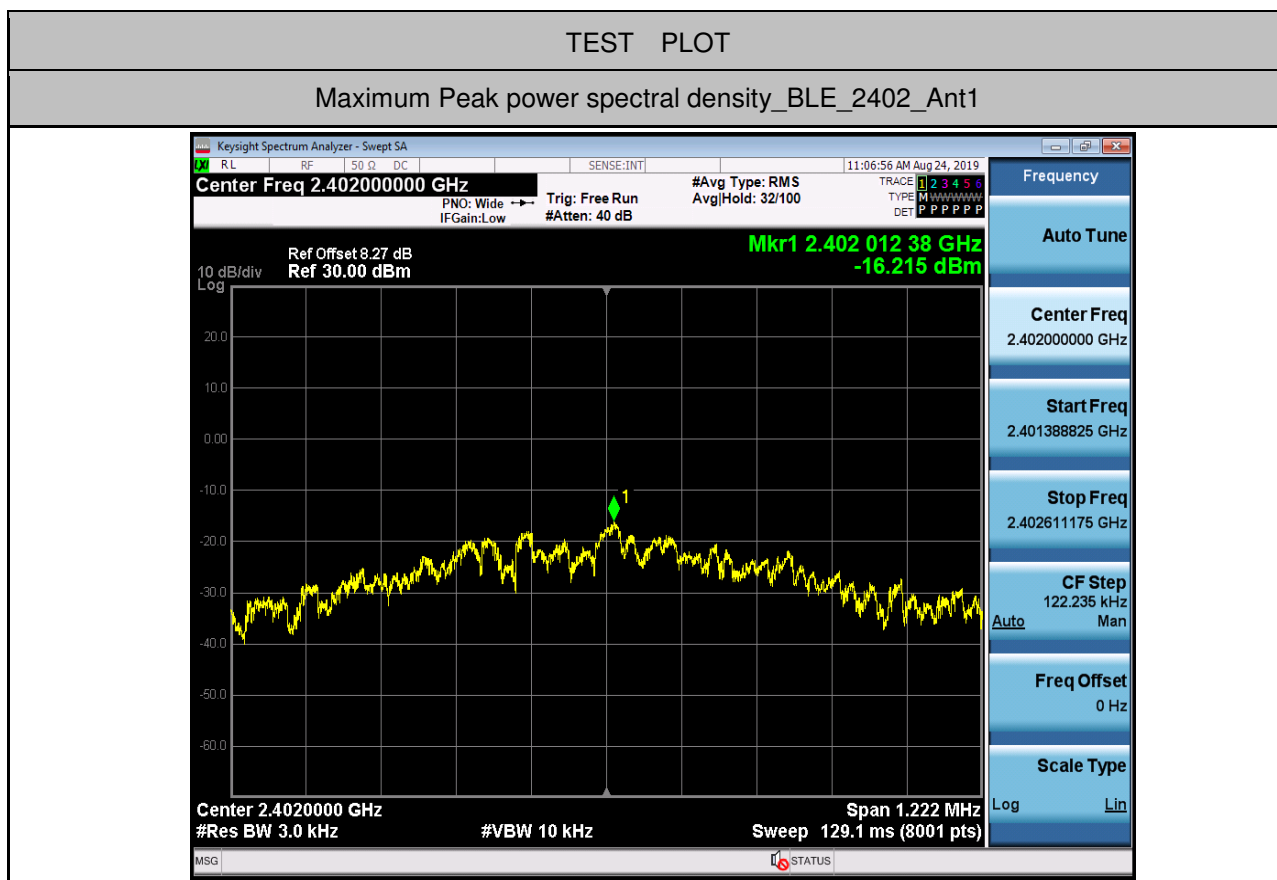 TEST PLOT
Maximum Peak power spectral density_BLE_2402_Ant1
Keysight Spectrum Analyzer - Swept SA
LXI RL RF 50 Ω DC SENSE:INT 11:06:56 AM Aug 24, 2019
Center Freq 2.402000000 GHz
PNO: Wide
IFGain:Low
Trig: Free Run
#Atten: 40 dB
#Avg Type: RMS
Avg|Hold: 32/100
TRACE 1 2 3 4 5 6
TYPE M WWWWW
DET P P P P P P
Mkr1 2.402 012 38 GHz
-16.215 dBm
Ref Offset 8.27 dB
10 dB/div Ref 30.00 dBm
Log
20.0
10.0
0.00
-10.0
-20.0
-30.0
-40.0
-50.0
-60.0
1
Center 2.4020000 GHz Span 1.222 MHz
#Res BW 3.0 kHz #VBW 10 kHz Sweep 129.1 ms (8001 pts)
MSG STATUS
Frequency
Auto Tune
Center Freq
2.402000000 GHz
Start Freq
2.401388825 GHz
Stop Freq
2.402611175 GHz
CF Step
122.235 kHz
Auto Man
Freq Offset
0 Hz
Scale Type
Log Lin